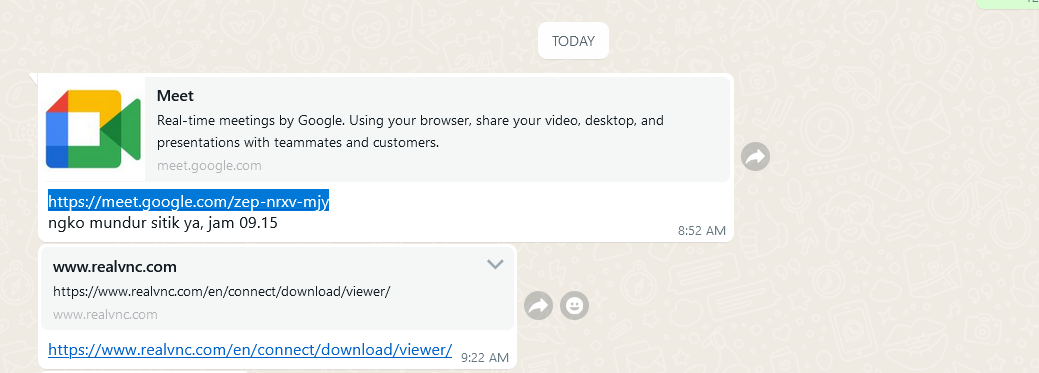 TODAY
Meet
Real-time meetings by Google. Using your browser, share your video, desktop, and
presentations with teammates and customers.
meet.google.com
https://meet.google.com/zep-nrxv-mjy
ngko mundur sitik ya, jam 09.15
8:52 AM
www.realvnc.com
https://www.realvnc.com/en/connect/download/viewer/
www.realvnc.com
https://www.realvnc.com/en/connect/download/viewer/
9:22 AM